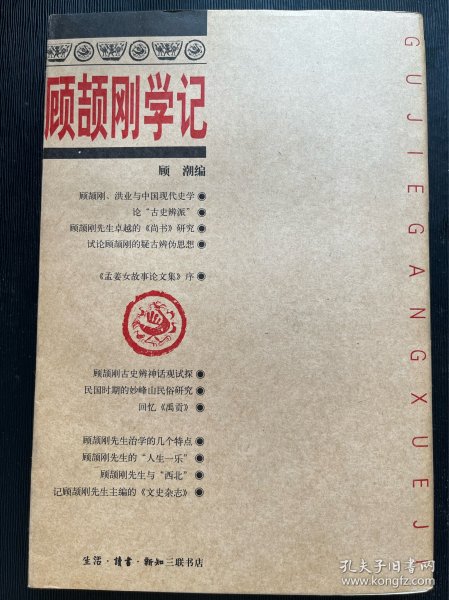 顾颉刚学记
顾 潮编
顾颉刚、洪业与中国现代史学◉
论“古史辨派”◉
顾颉刚先生卓越的《尚书》研究◉
试论顾颉刚的疑古辨伪思想◉
《孟姜女故事论文集》序◉
顾颉刚古史辨神话观试探◉
民国时期的妙峰山民俗研究◉
回忆《禹贡》◉
顾颉刚先生治学的几个特点◉
顾颉刚先生的“人生一乐”◉
顾颉刚先生与“西北”◉
记顾颉刚先生主编的《文史杂志》◉
生活·读书·新知三联书店
GUJIEGANGXUEJI
孔夫子旧书网
www.kongfz.com